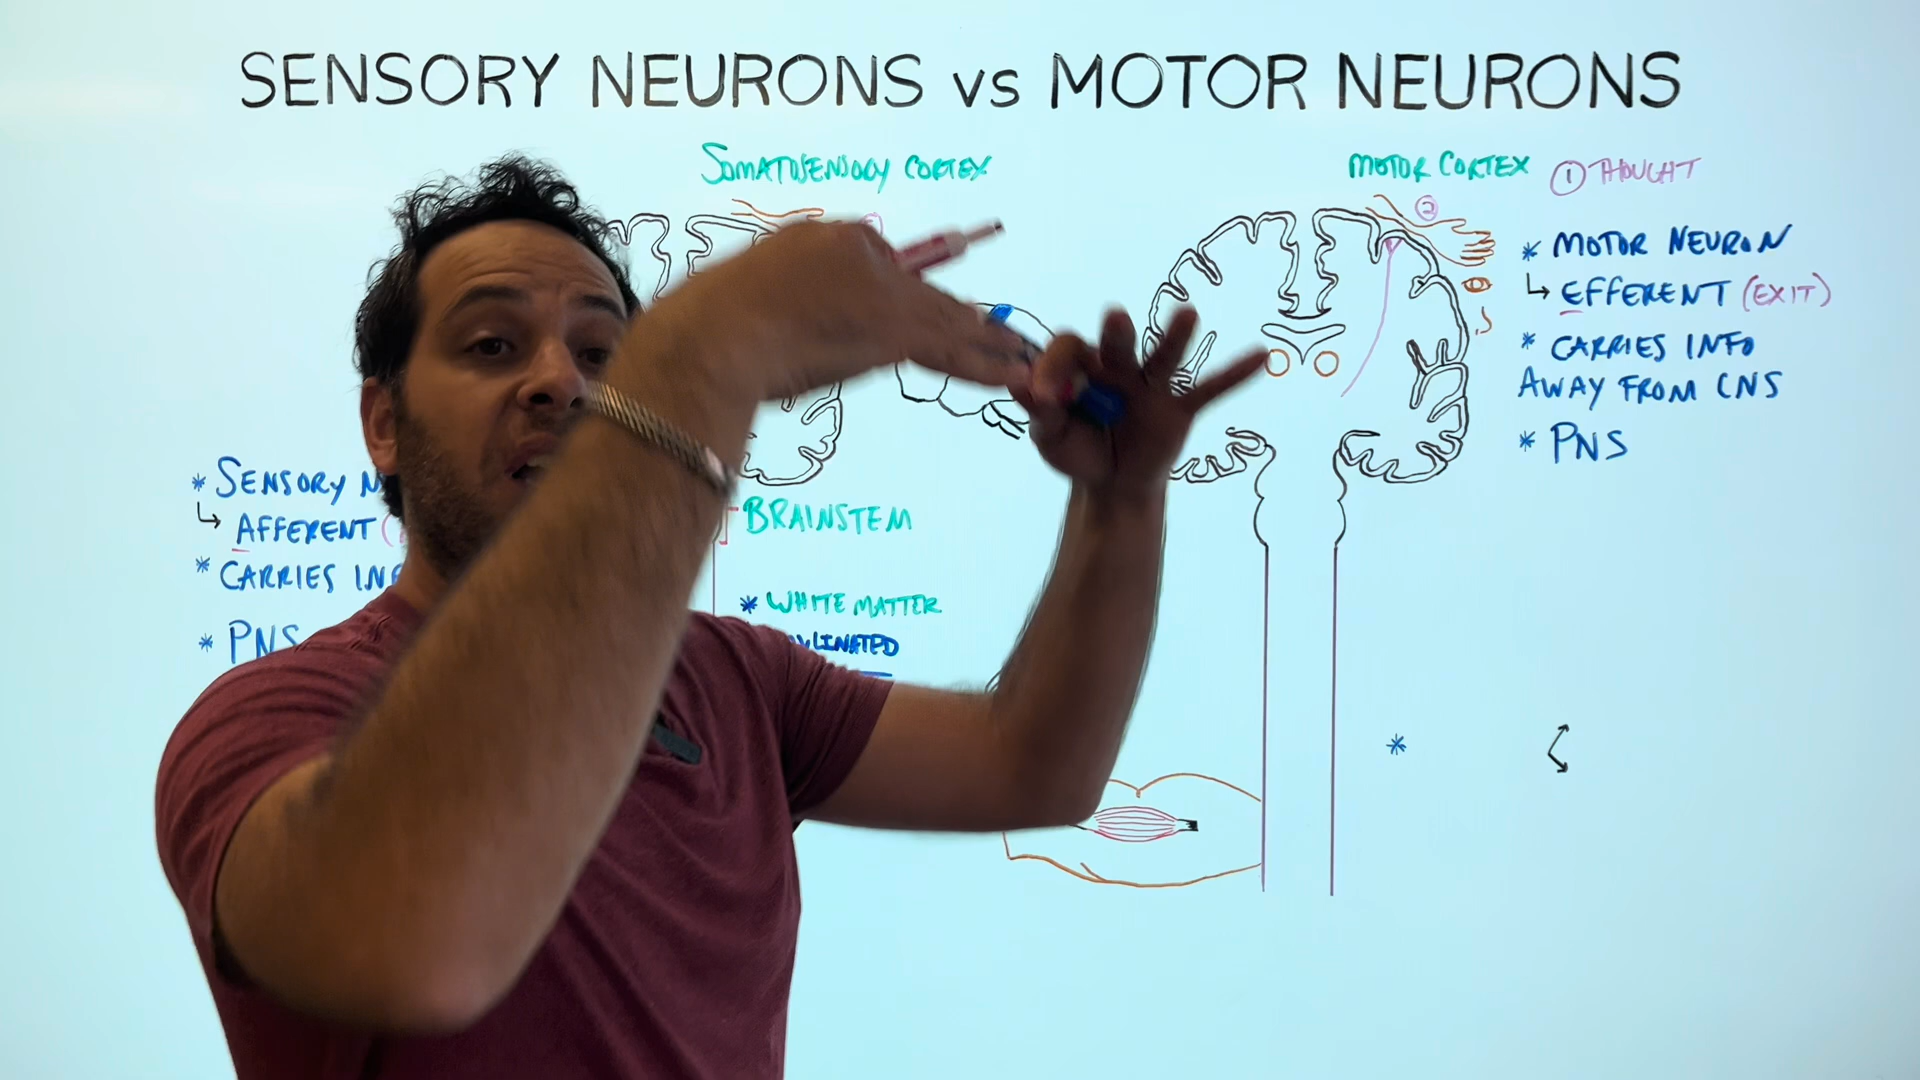 SENSORY NEURONS vs MOTOR NEURONS
SOMATOSENSORY CORTEX
MOTOR CORTEX
① THOUGHT
②
* MOTOR NEURON
↳ EFFERENT (EXIT)
* CARRIES INFO
AWAY FROM CNS
* PNS
* SENSORY
↳ AFFERENT (
* CARRIES
* PNS
BRAINSTEM
* WHITE MATTER
*